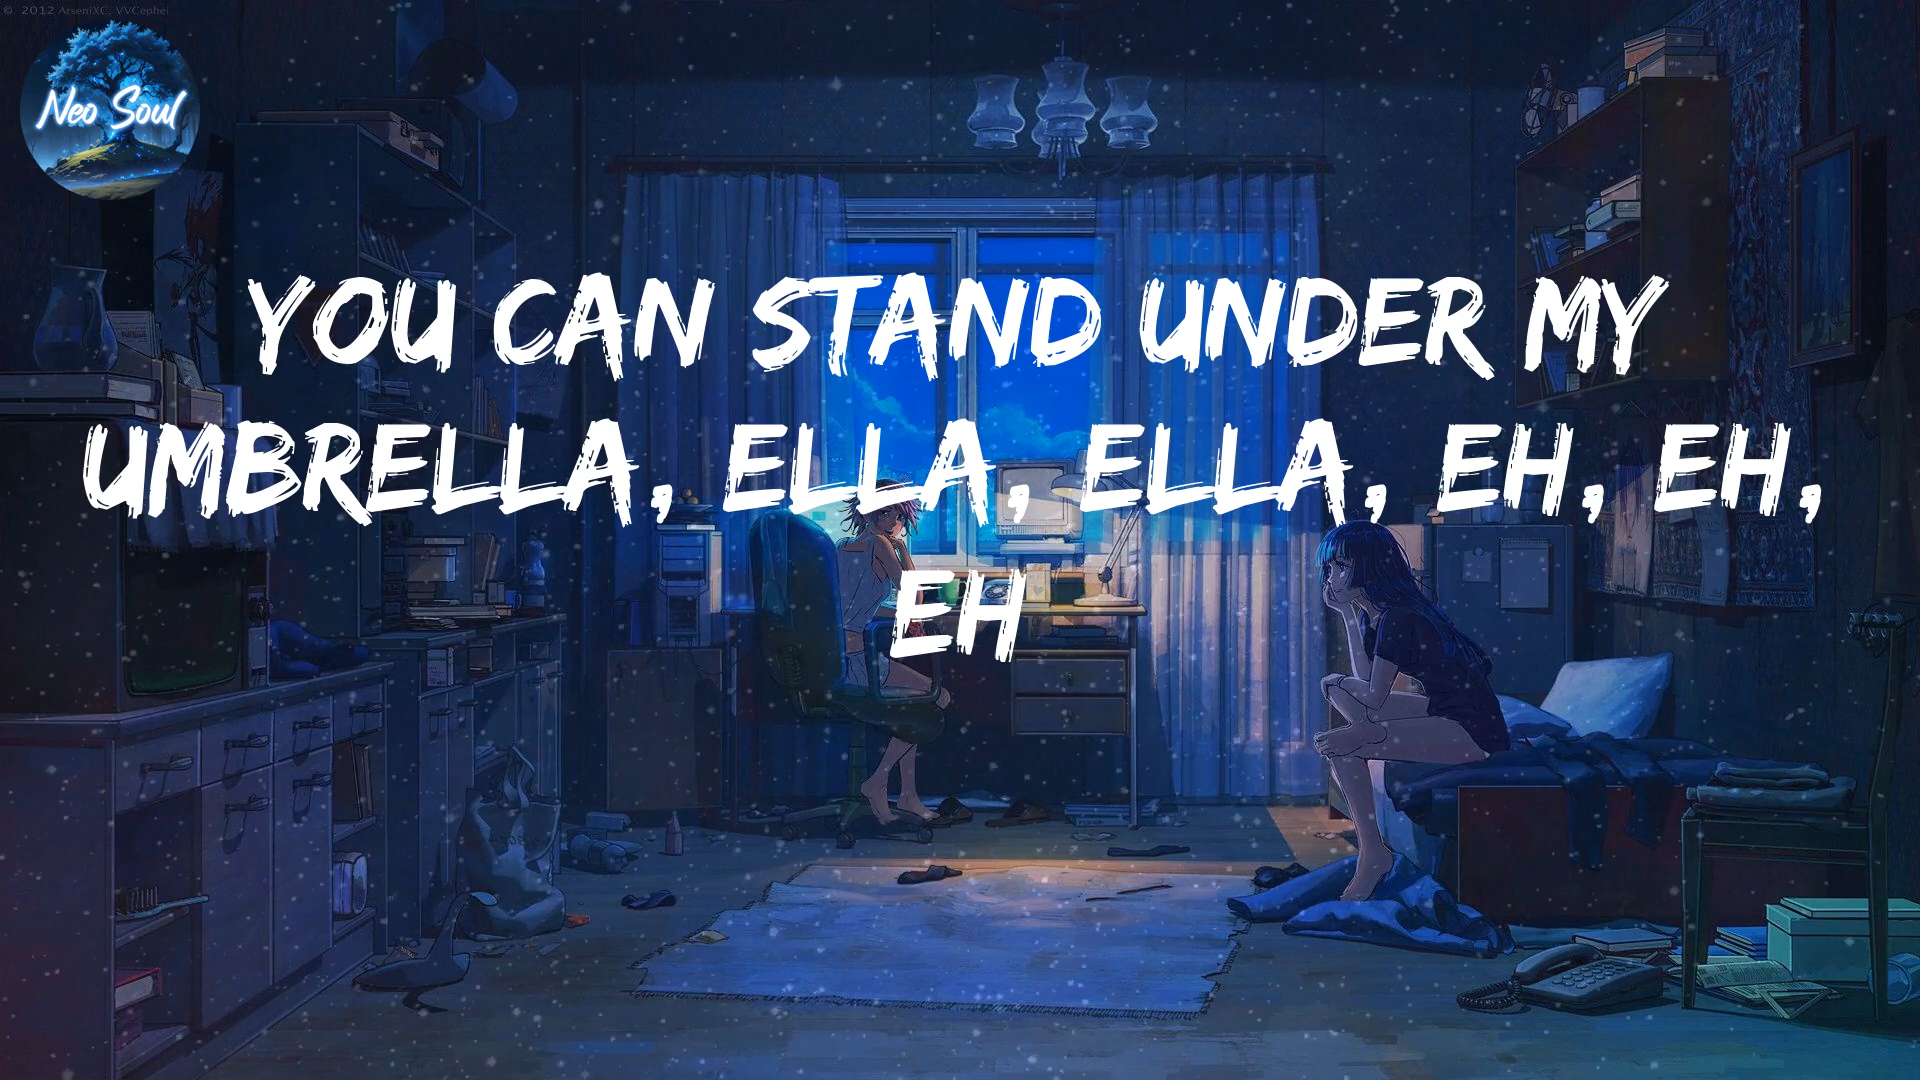 © 2012 ArseniXC, VVCephei
Neo Soul
YOU CAN STAND UNDER MY
UMBRELLA, ELLA, ELLA, EH, EH,
EH